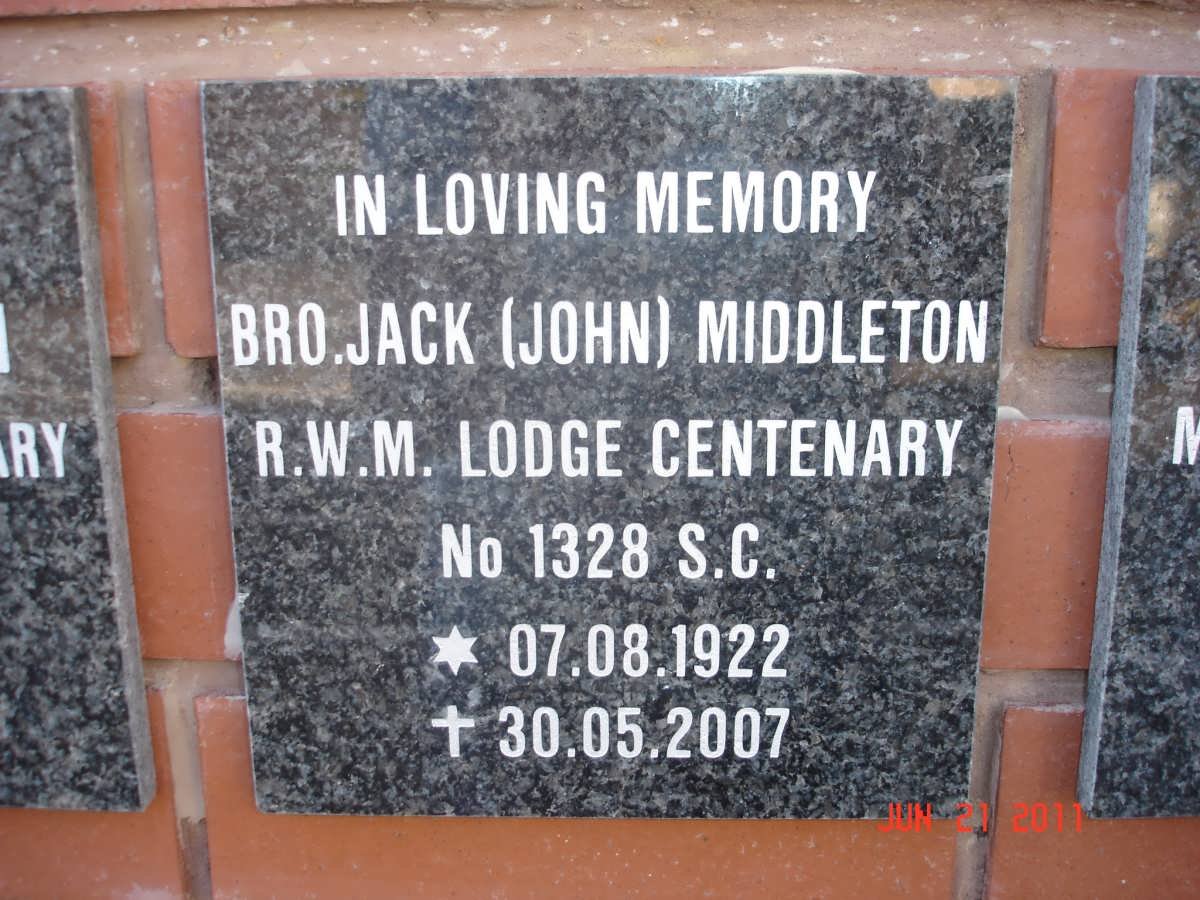 IN LOVING MEMORY
BRO.JACK (JOHN) MIDDLETON
R.W.M. LODGE CENTENARY
No 1328 S.C.
✶ 07.08.1922
✝ 30.05.2007
JUN 21 2011